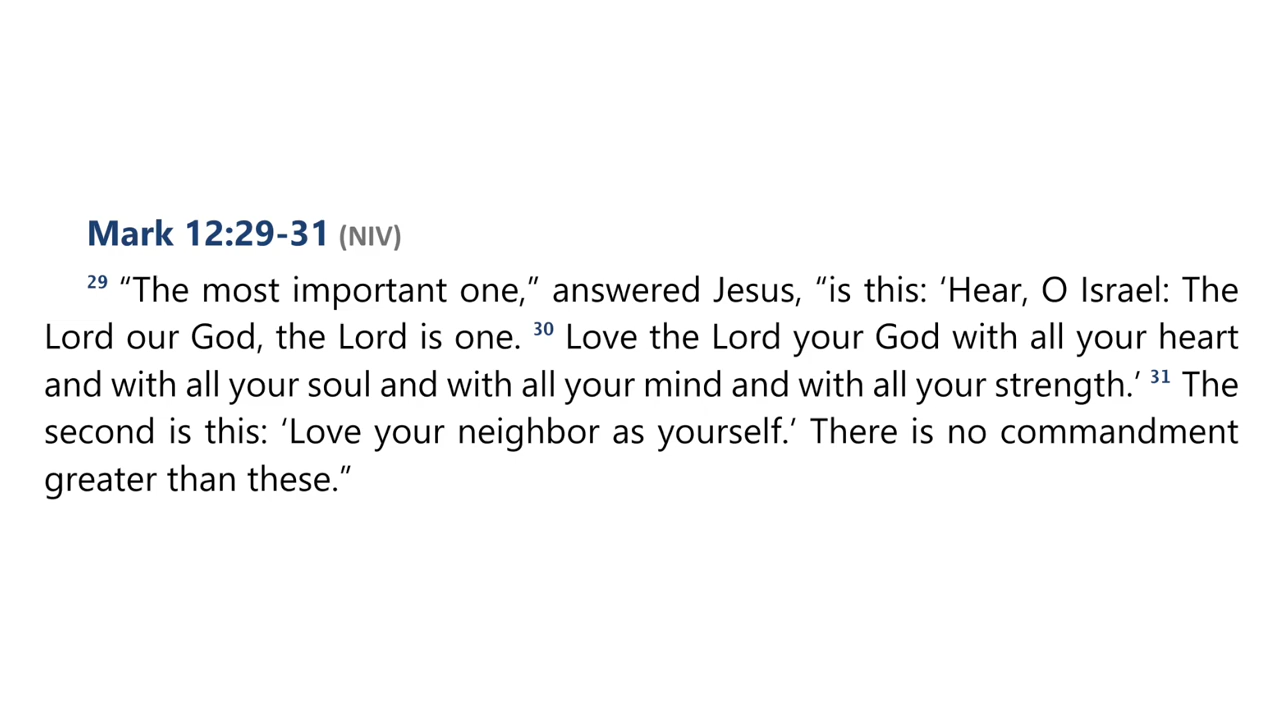 Mark 12:29-31 (NIV)
29 “The most important one,” answered Jesus, “is this: ‘Hear, O Israel: The
Lord our God, the Lord is one. 30 Love the Lord your God with all your heart
and with all your soul and with all your mind and with all your strength.’ 31 The
second is this: ‘Love your neighbor as yourself.’ There is no commandment
greater than these.”